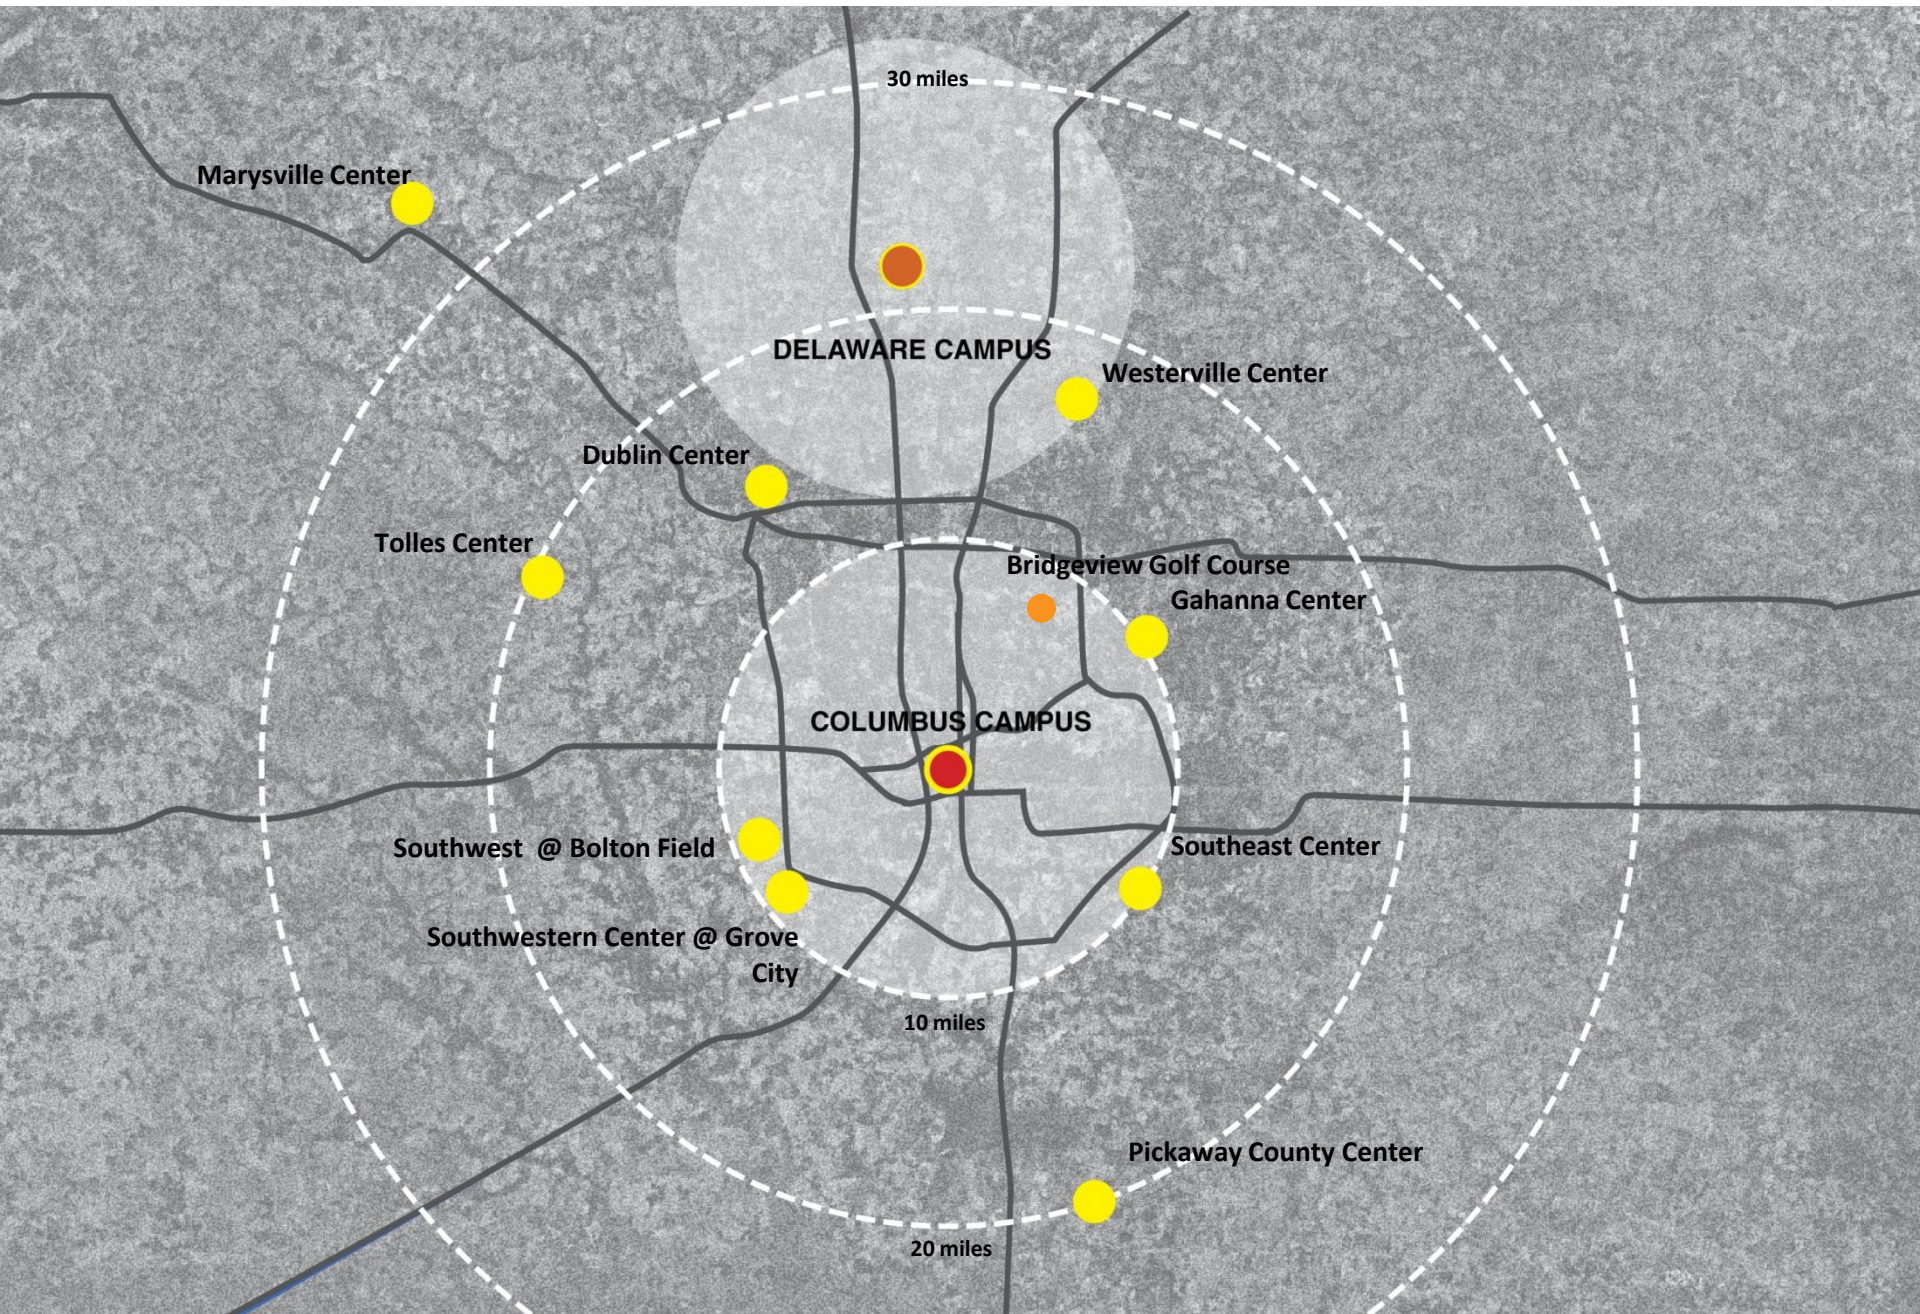 30 miles
Marysville Center
DELAWARE CAMPUS
Westerville Center
Dublin Center
Tolles Center
Bridgeview Golf Course
Gahanna Center
COLUMBUS CAMPUS
Southwest @ Bolton Field
Southeast Center
Southwestern Center @ Grove
City
10 miles
Pickaway County Center
20 miles